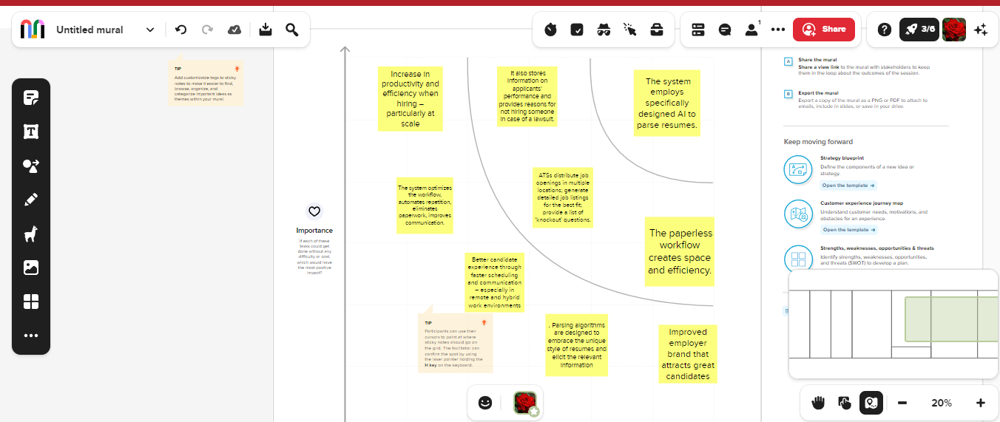 Untitled mural
1
Share
3/6
TIP
Add customizable tags to sticky
notes to make it easier to find,
browse, organize, and
categorize important ideas as
themes within your mural.
T
Increase in
productivity and
efficiency when
hiring –
particularly at
scale
It also stores
information on
applicants'
performance and
provides reasons for
not hiring someone
in case of a lawsuit.
The system
employs
specifically
designed AI to
parse resumes.
The system optimizes
the workflow,
automates repetition,
eliminates
paperwork, improves
communication.
ATSs distribute job
openings in multiple
locations; generate
detailed job listings
for the best fit;
provide a list of
'knockout' questions.
The paperless
workflow
creates space
and efficiency.
Importance
If each of these
tasks could get
done without any
difficulty or cost,
which would have
the most positive
impact?
Better candidate
experience through
faster scheduling
and communication
– especially in
remote and hybrid
work environments
TIP
Participants can use their
cursors to point at where
sticky notes should go on
the grid. The facilitator can
confirm the spot by using
the laser pointer holding the
H key on the keyboard.
. Parsing algorithms
are designed to
embrace the unique
style of resumes and
elicit the relevant
information
Improved
employer
brand that
attracts great
candidates
A
Share the mural
Share a view link to the mural with stakeholders to keep
them in the loop about the outcomes of the session.
B
Export the mural
Export a copy of the mural as a PNG or PDF to attach to
emails, include in slides, or save in your drive.
Keep moving forward
Strategy blueprint
Define the components of a new idea or
strategy.
Open the template →
Customer experience journey map
Understand customer needs, motivations, and
obstacles for an experience.
Open the template →
Strengths, weaknesses, opportunities & threats
Identify strengths, weaknesses, opportunities,
and threats (SWOT) to develop a plan.
20%